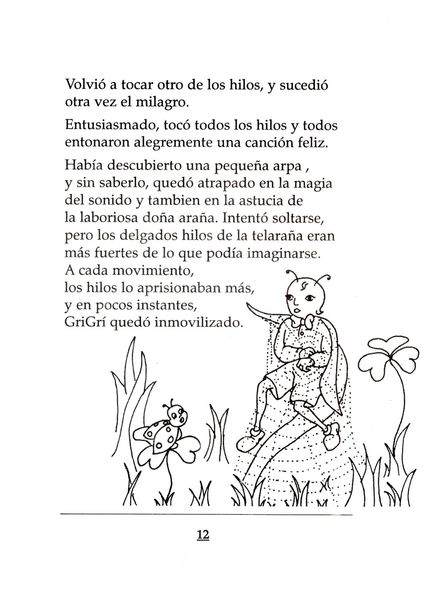 Volvió a tocar otro de los hilos, y sucedió
otra vez el milagro.
Entusiasmado, tocó todos los hilos y todos
entonaron alegremente una canción feliz.
Había descubierto una pequeña arpa ,
y sin saberlo, quedó atrapado en la magia
del sonido y tambien en la astucia de
la laboriosa doña araña. Intentó soltarse,
pero los delgados hilos de la telaraña eran
más fuertes de lo que podía imaginarse.
A cada movimiento,
los hilos lo aprisionaban más,
y en pocos instantes,
GriGrí quedó inmovilizado.
12